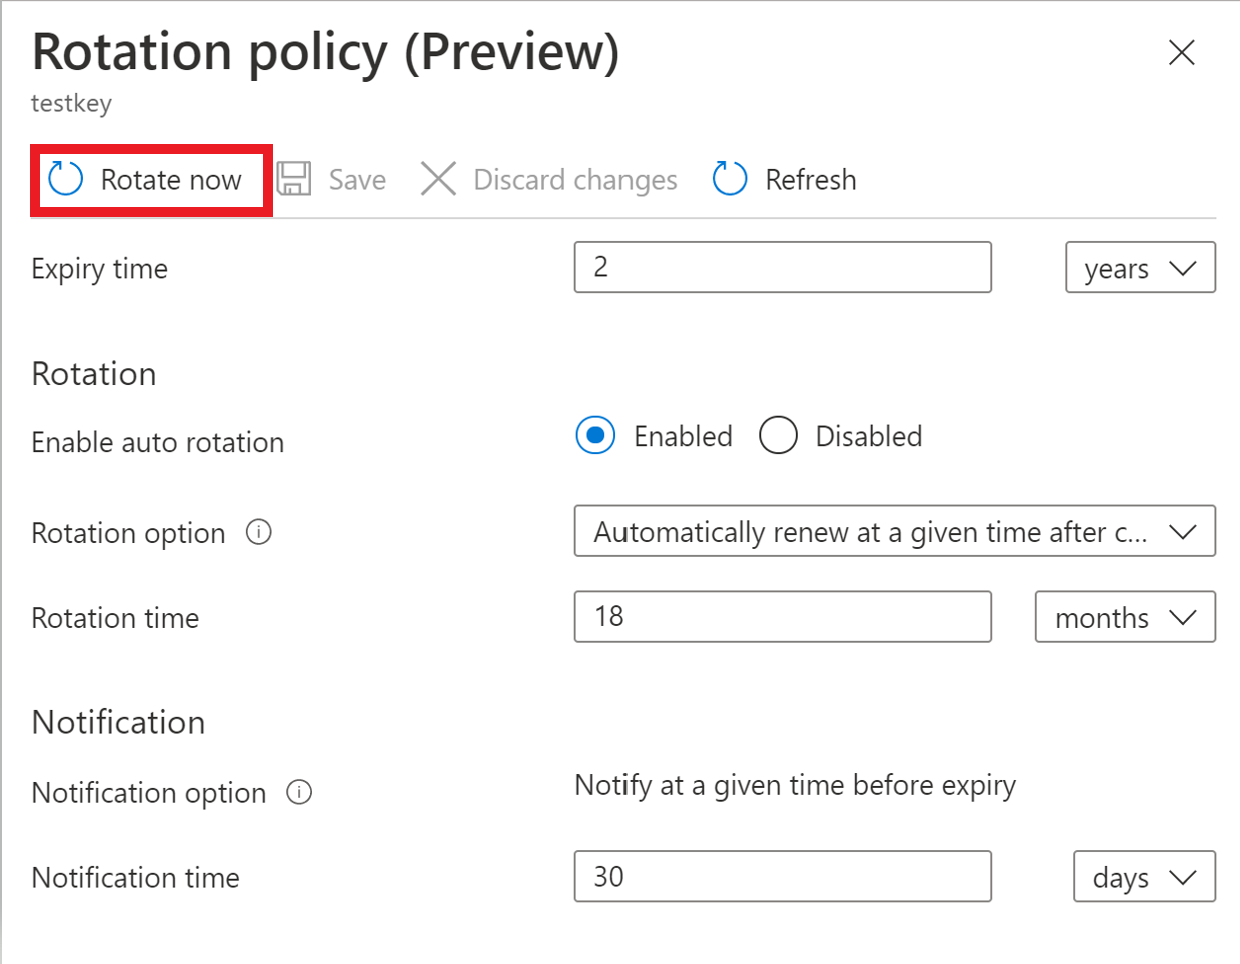 Rotation policy (Preview)
testkey
Rotate now Save Discard changes Refresh
Expiry time 2 years
Rotation
Enable auto rotation Enabled Disabled
Rotation option Automatically renew at a given time after c...
Rotation time 18 months
Notification
Notification option Notify at a given time before expiry
Notification time 30 days